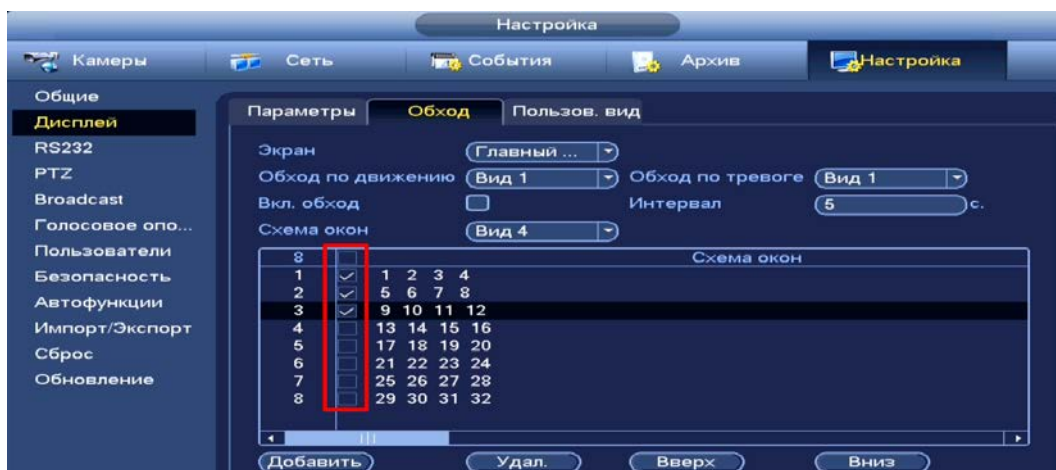 Настройка
Камеры Сеть События Архив Настройка
Общие
Дисплей
RS232
PTZ
Broadcast
Голосовое опо...
Пользователи
Безопасность
Автофункции
Импорт/Экспорт
Сброс
Обновление
Параметры Обход Пользов. вид
Экран Главный ...
Обход по движению Вид 1 Обход по тревоге Вид 1
Вкл. обход Интервал 5 с.
Схема окон Вид 4
8 Схема окон
1 1 2 3 4
2 5 6 7 8
3 9 10 11 12
4 13 14 15 16
5 17 18 19 20
6 21 22 23 24
7 25 26 27 28
8 29 30 31 32
Добавить Удал. Вверх Вниз